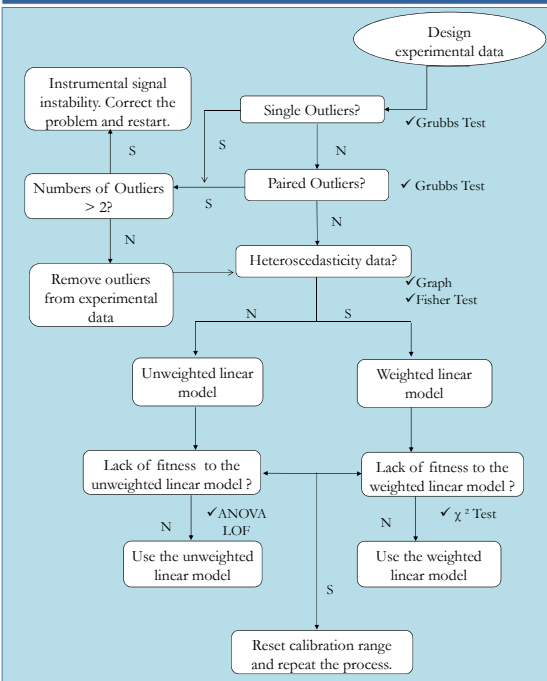 Design
experimental data
Instrumental signal
instability. Correct the
problem and restart.
Single Outliers?
✓Grubbs Test
S
S
N
Numbers of Outliers
> 2?
S
Paired Outliers?
✓ Grubbs Test
N
N
Remove outliers
from experimental
data
Heteroscedasticity data?
✓Graph
✓Fisher Test
N
S
Unweighted linear
model
Weighted linear
model
Lack of fitness to the
unweighted linear model ?
Lack of fitness to the
weighted linear model ?
✓ANOVA
LOF
N
✓ χ ² Test
N
Use the unweighted
linear model
Use the weighted
linear model
S
Reset calibration range
and repeat the process.